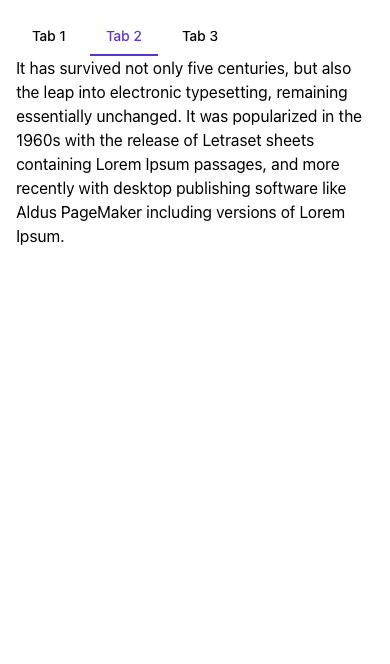 Tab 1 Tab 2 Tab 3
It has survived not only five centuries, but also
the leap into electronic typesetting, remaining
essentially unchanged. It was popularized in the
1960s with the release of Letraset sheets
containing Lorem Ipsum passages, and more
recently with desktop publishing software like
Aldus PageMaker including versions of Lorem
Ipsum.